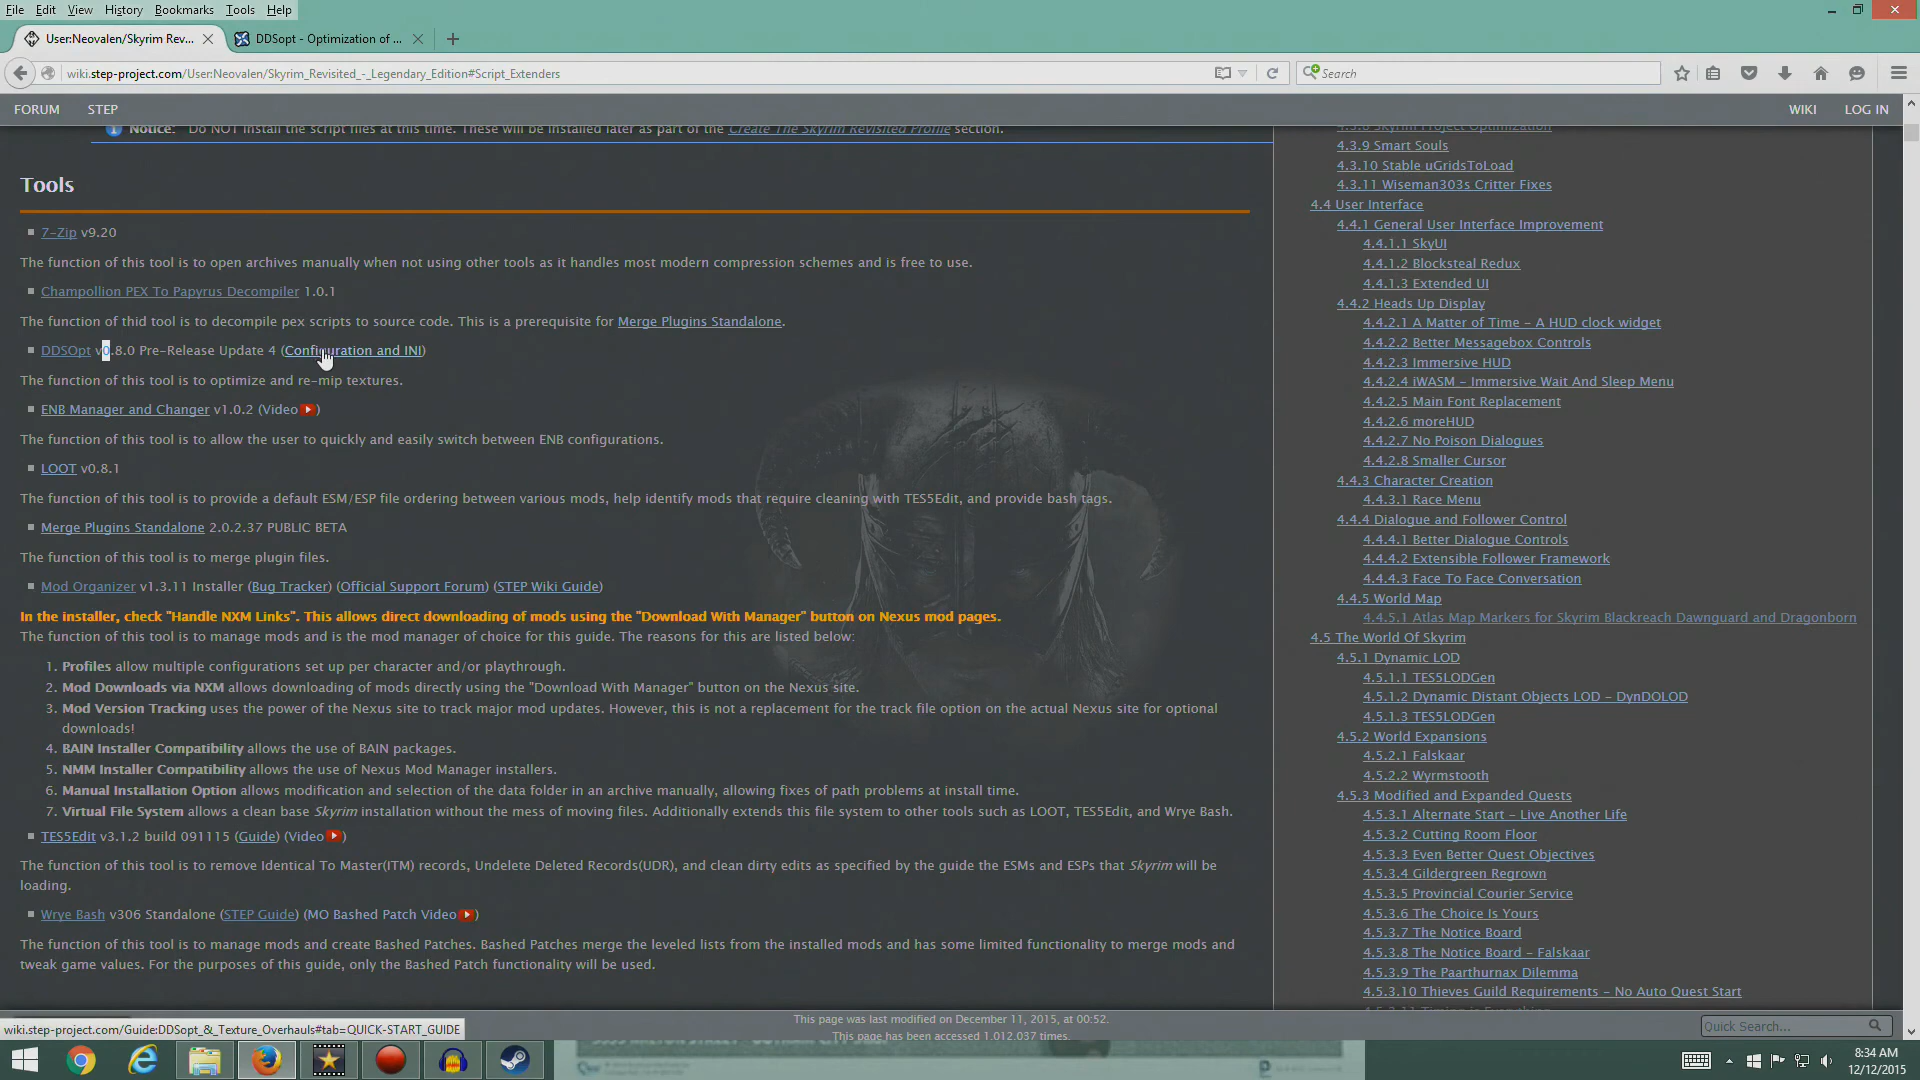 File Edit View History Bookmarks Tools Help
User:Neovalen/Skyrim Rev...
DDSopt - Optimization of ...
wiki.step-project.com/User:Neovalen/Skyrim_Revisited_-_Legendary_Edition#Script_Extenders
Search
FORUM STEP
WIKI LOG IN
Notice: Do NOT install the script files at this time. These will be installed later as part of the Create The Skyrim Revisited Profile section.
Tools
7-Zip v9.20
The function of this tool is to open archives manually when not using other tools as it handles most modern compression schemes and is free to use.
Champollion PEX To Papyrus Decompiler 1.0.1
The function of thid tool is to decompile pex scripts to source code. This is a prerequisite for Merge Plugins Standalone.
DDSOpt v0.8.0 Pre-Release Update 4 (Configuration and INI)
The function of this tool is to optimize and re-mip textures.
ENB Manager and Changer v1.0.2 (Video)
The function of this tool is to allow the user to quickly and easily switch between ENB configurations.
LOOT v0.8.1
The function of this tool is to provide a default ESM/ESP file ordering between various mods, help identify mods that require cleaning with TES5Edit, and provide bash tags.
Merge Plugins Standalone 2.0.2.37 PUBLIC BETA
The function of this tool is to merge plugin files.
Mod Organizer v1.3.11 Installer (Bug Tracker) (Official Support Forum) (STEP Wiki Guide)
In the installer, check "Handle NXM Links". This allows direct downloading of mods using the "Download With Manager" button on Nexus mod pages.
The function of this tool is to manage mods and is the mod manager of choice for this guide. The reasons for this are listed below:
1. Profiles allow multiple configurations set up per character and/or playthrough.
2. Mod Downloads via NXM allows downloading of mods directly using the "Download With Manager" button on the Nexus site.
3. Mod Version Tracking uses the power of the Nexus site to track major mod updates. However, this is not a replacement for the track file option on the actual Nexus site for optional
downloads!
4. BAIN Installer Compatibility allows the use of BAIN packages.
5. NMM Installer Compatibility allows the use of Nexus Mod Manager installers.
6. Manual Installation Option allows modification and selection of the data folder in an archive manually, allowing fixes of path problems at install time.
7. Virtual File System allows a clean base Skyrim installation without the mess of moving files. Additionally extends this file system to other tools such as LOOT, TES5Edit, and Wrye Bash.
TES5Edit v3.1.2 build 091115 (Guide) (Video)
The function of this tool is to remove Identical To Master(ITM) records, Undelete Deleted Records(UDR), and clean dirty edits as specified by the guide the ESMs and ESPs that Skyrim will be
loading.
Wrye Bash v306 Standalone (STEP Guide) (MO Bashed Patch Video)
The function of this tool is to manage mods and create Bashed Patches. Bashed Patches merge the leveled lists from the installed mods and has some limited functionality to merge mods and
tweak game values. For the purposes of this guide, only the Bashed Patch functionality will be used.
4.3.8 Skyrim Project Optimization
4.3.9 Smart Souls
4.3.10 Stable uGridsToLoad
4.3.11 Wiseman303s Critter Fixes
4.4 User Interface
4.4.1 General User Interface Improvement
4.4.1.1 SkyUI
4.4.1.2 Blocksteal Redux
4.4.1.3 Extended UI
4.4.2 Heads Up Display
4.4.2.1 A Matter of Time - A HUD clock widget
4.4.2.2 Better Messagebox Controls
4.4.2.3 Immersive HUD
4.4.2.4 iWASM - Immersive Wait And Sleep Menu
4.4.2.5 Main Font Replacement
4.4.2.6 moreHUD
4.4.2.7 No Poison Dialogues
4.4.2.8 Smaller Cursor
4.4.3 Character Creation
4.4.3.1 Race Menu
4.4.4 Dialogue and Follower Control
4.4.4.1 Better Dialogue Controls
4.4.4.2 Extensible Follower Framework
4.4.4.3 Face To Face Conversation
4.4.5 World Map
4.4.5.1 Atlas Map Markers for Skyrim Blackreach Dawnguard and Dragonborn
4.5 The World Of Skyrim
4.5.1 Dynamic LOD
4.5.1.1 TES5LODGen
4.5.1.2 Dynamic Distant Objects LOD - DynDOLOD
4.5.1.3 TES5LODGen
4.5.2 World Expansions
4.5.2.1 Falskaar
4.5.2.2 Wyrmstooth
4.5.3 Modified and Expanded Quests
4.5.3.1 Alternate Start - Live Another Life
4.5.3.2 Cutting Room Floor
4.5.3.3 Even Better Quest Objectives
4.5.3.4 Gildergreen Regrown
4.5.3.5 Provincial Courier Service
4.5.3.6 The Choice Is Yours
4.5.3.7 The Notice Board
4.5.3.8 The Notice Board - Falskaar
4.5.3.9 The Paarthurnax Dilemma
4.5.3.10 Thieves Guild Requirements - No Auto Quest Start
wiki.step-project.com/Guide:DDSopt_&_Texture_Overhauls#tab=QUICK-START_GUIDE
This page was last modified on December 11, 2015, at 00:52.
This page has been accessed 1,012,037 times.
Quick Search...
8:34 AM
12/12/2015